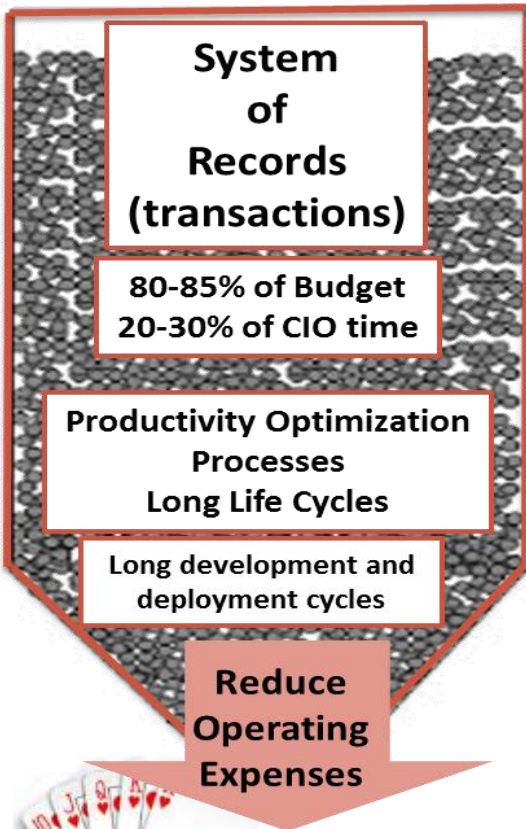 System
of
Records
(transactions)
80-85% of Budget
20-30% of CIO time
Productivity Optimization
Processes
Long Life Cycles
Long development and
deployment cycles
Reduce
Operating
Expenses
10 J Q K